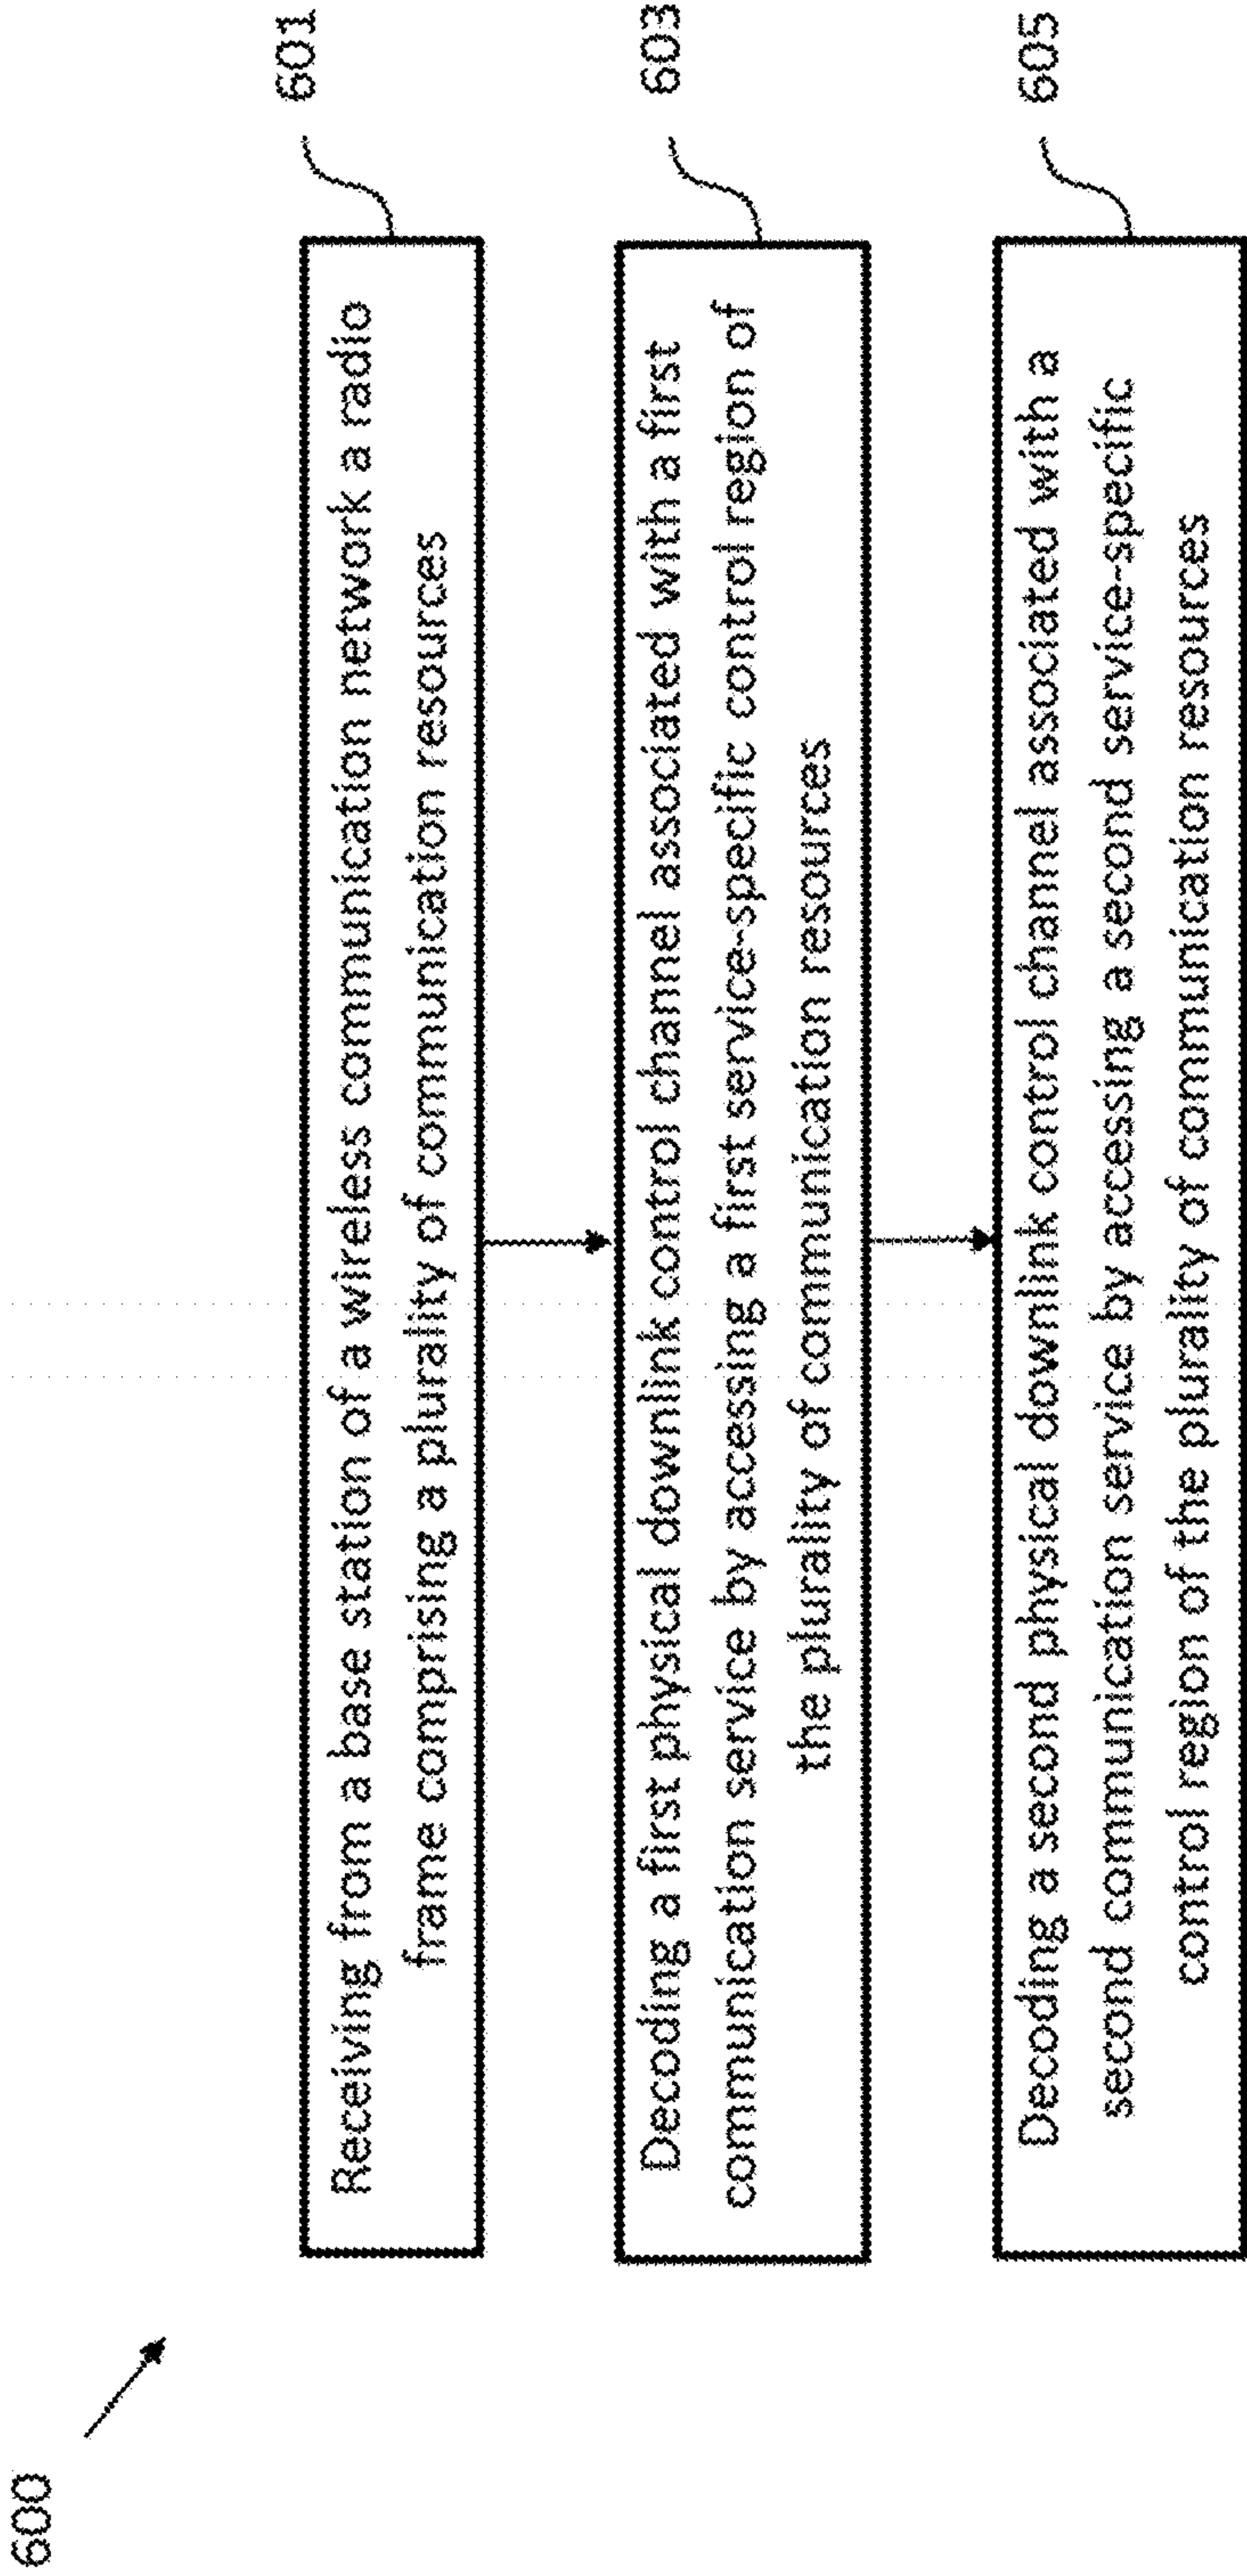 600
601
Receiving from a base station of a wireless communication network a radio
frame comprising a plurality of communication resources
603
Decoding a first physical downlink control channel associated with a first
communication service by accessing a first service-specific control region of
the plurality of communication resources
605
Decoding a second physical downlink control channel associated with a
second communication service by accessing a second service-specific
control region of the plurality of communication resources